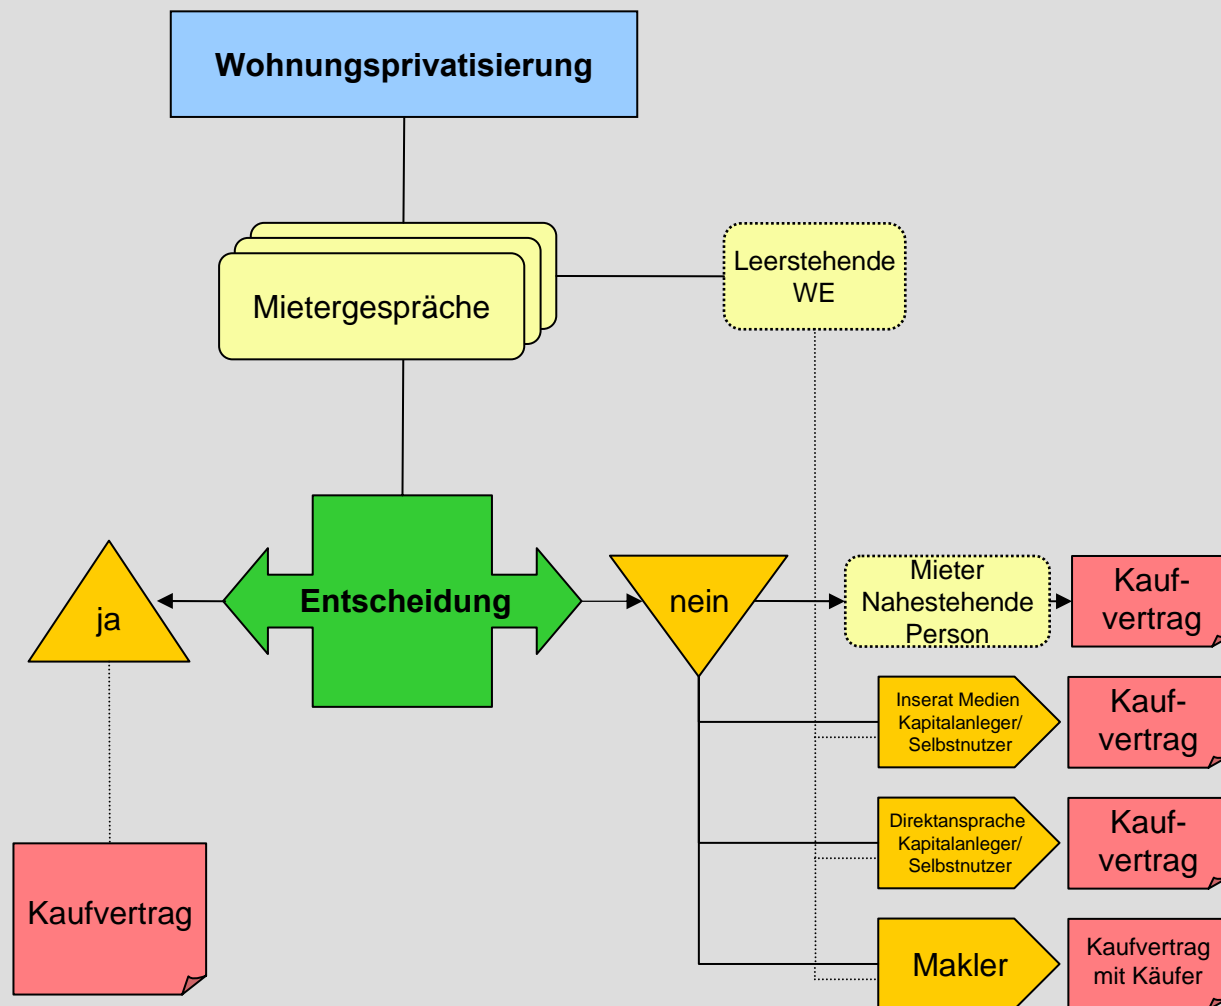 Wohnungsprivatisierung
Mietergespräche
Leerstehende
WE
Entscheidung
ja
nein
Mieter
Nahestehende
Person
Kauf-
vertrag
Inserat Medien
Kapitalanleger/
Selbstnutzer
Kauf-
vertrag
Direktansprache
Kapitalanleger/
Selbstnutzer
Kauf-
vertrag
Kaufvertrag
Makler
Kaufvertrag
mit Käufer